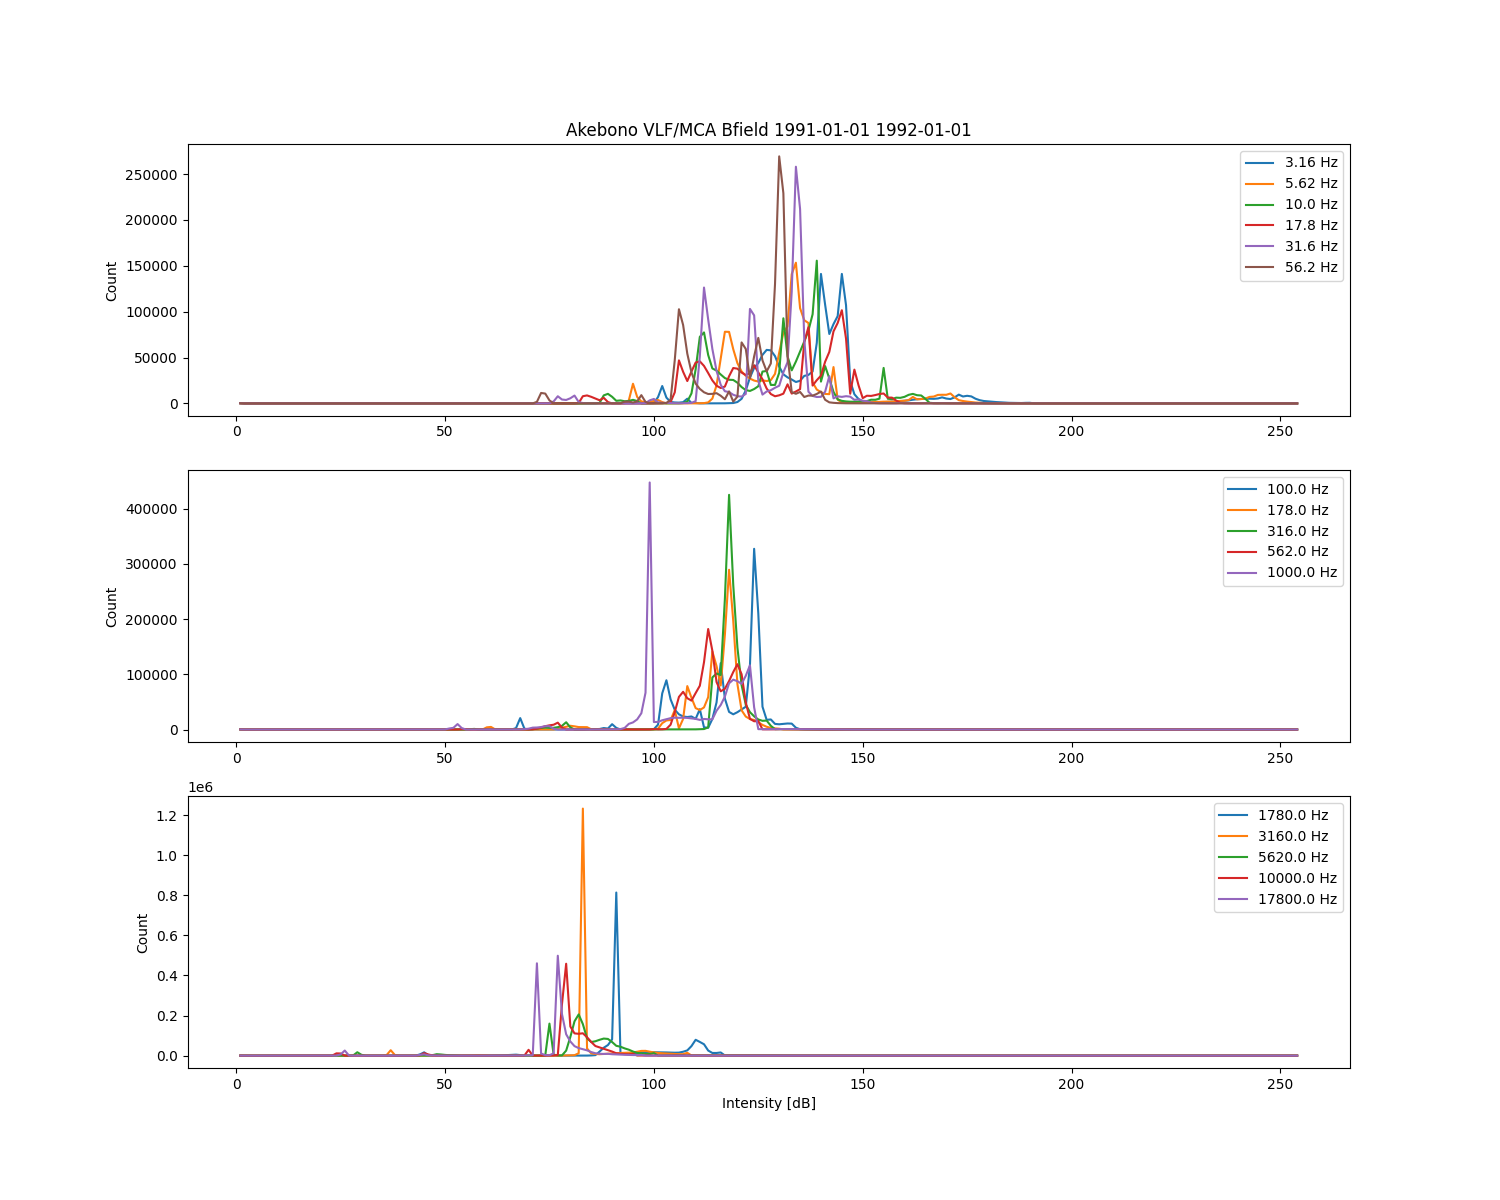 Akebono VLF/MCA Bfield 1991-01-01 1992-01-01
250000
200000
150000
100000
50000
0
Count
3.16 Hz
5.62 Hz
10.0 Hz
17.8 Hz
31.6 Hz
56.2 Hz
0 50 100 150 200 250
400000
300000
200000
100000
0
Count
100.0 Hz
178.0 Hz
316.0 Hz
562.0 Hz
1000.0 Hz
0 50 100 150 200 250
1e6
1.2
1.0
0.8
0.6
0.4
0.2
0.0
Count
1780.0 Hz
3160.0 Hz
5620.0 Hz
10000.0 Hz
17800.0 Hz
0 50 100 150 200 250
Intensity [dB]